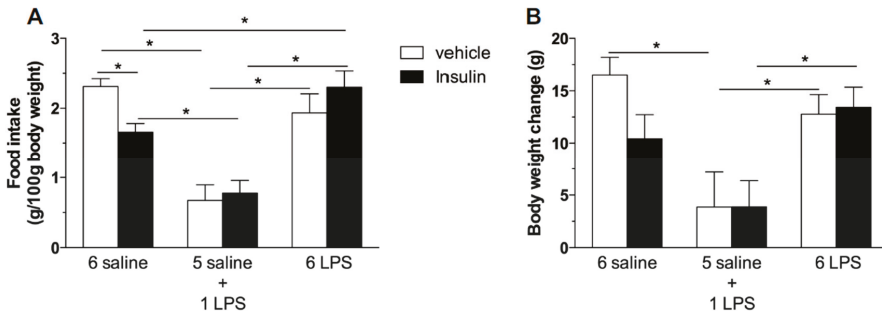 A
Food intake
(g/100g body weight)
3
2
1
0
*
*
*
*
*
*
6 saline
5 saline
+
1 LPS
6 LPS
vehicle
Insulin
B
Body weight change (g)
20
15
10
5
0
*
*
*
6 saline
5 saline
+
1 LPS
6 LPS